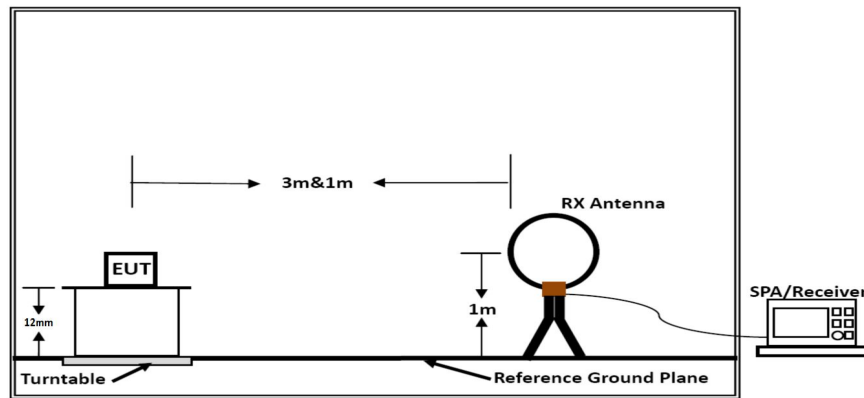 3m&1m
RX Antenna
EUT
SPA/Receiver
12mm
1m
Turntable
Reference Ground Plane